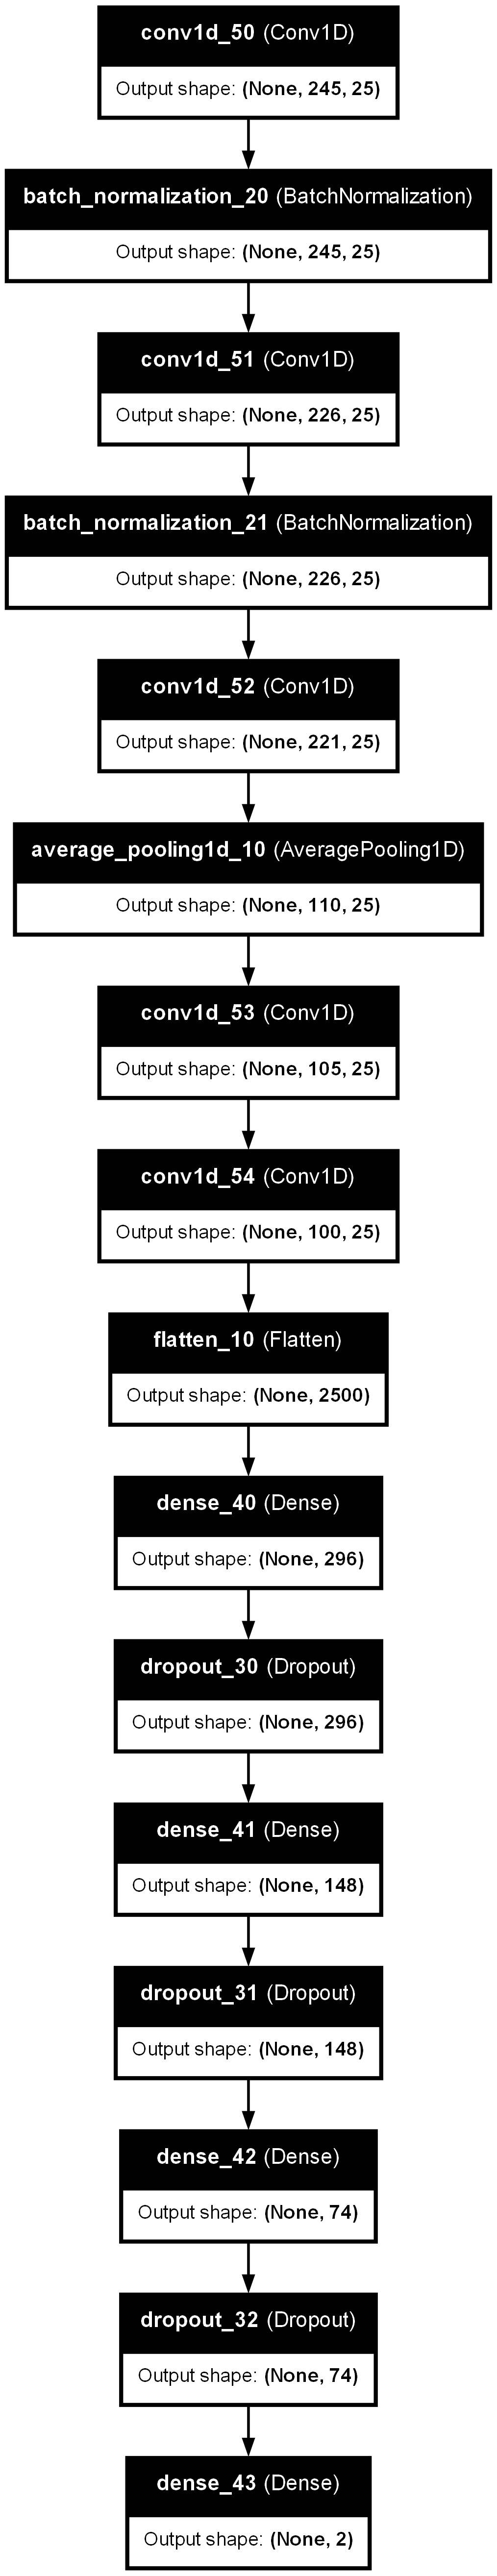 conv1d_50 (Conv1D)
Output shape: (None, 245, 25)
batch_normalization_20 (BatchNormalization)
Output shape: (None, 245, 25)
conv1d_51 (Conv1D)
Output shape: (None, 226, 25)
batch_normalization_21 (BatchNormalization)
Output shape: (None, 226, 25)
conv1d_52 (Conv1D)
Output shape: (None, 221, 25)
average_pooling1d_10 (AveragePooling1D)
Output shape: (None, 110, 25)
conv1d_53 (Conv1D)
Output shape: (None, 105, 25)
conv1d_54 (Conv1D)
Output shape: (None, 100, 25)
flatten_10 (Flatten)
Output shape: (None, 2500)
dense_40 (Dense)
Output shape: (None, 296)
dropout_30 (Dropout)
Output shape: (None, 296)
dense_41 (Dense)
Output shape: (None, 148)
dropout_31 (Dropout)
Output shape: (None, 148)
dense_42 (Dense)
Output shape: (None, 74)
dropout_32 (Dropout)
Output shape: (None, 74)
dense_43 (Dense)
Output shape: (None, 2)